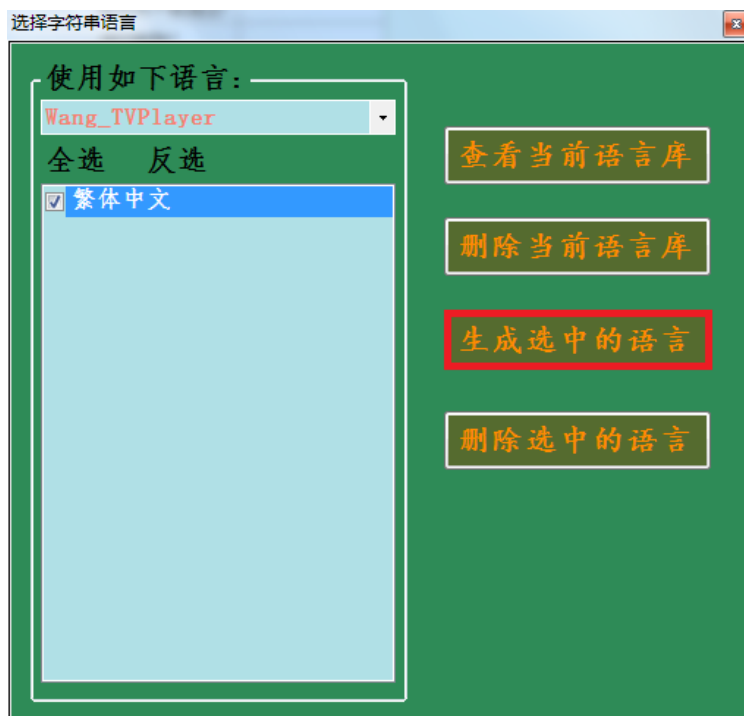 选择字符串语言
使用如下语言:
Wang_TVPlayer
全选 反选
繁体中文
查看当前语言库
删除当前语言库
生成选中的语言
删除选中的语言